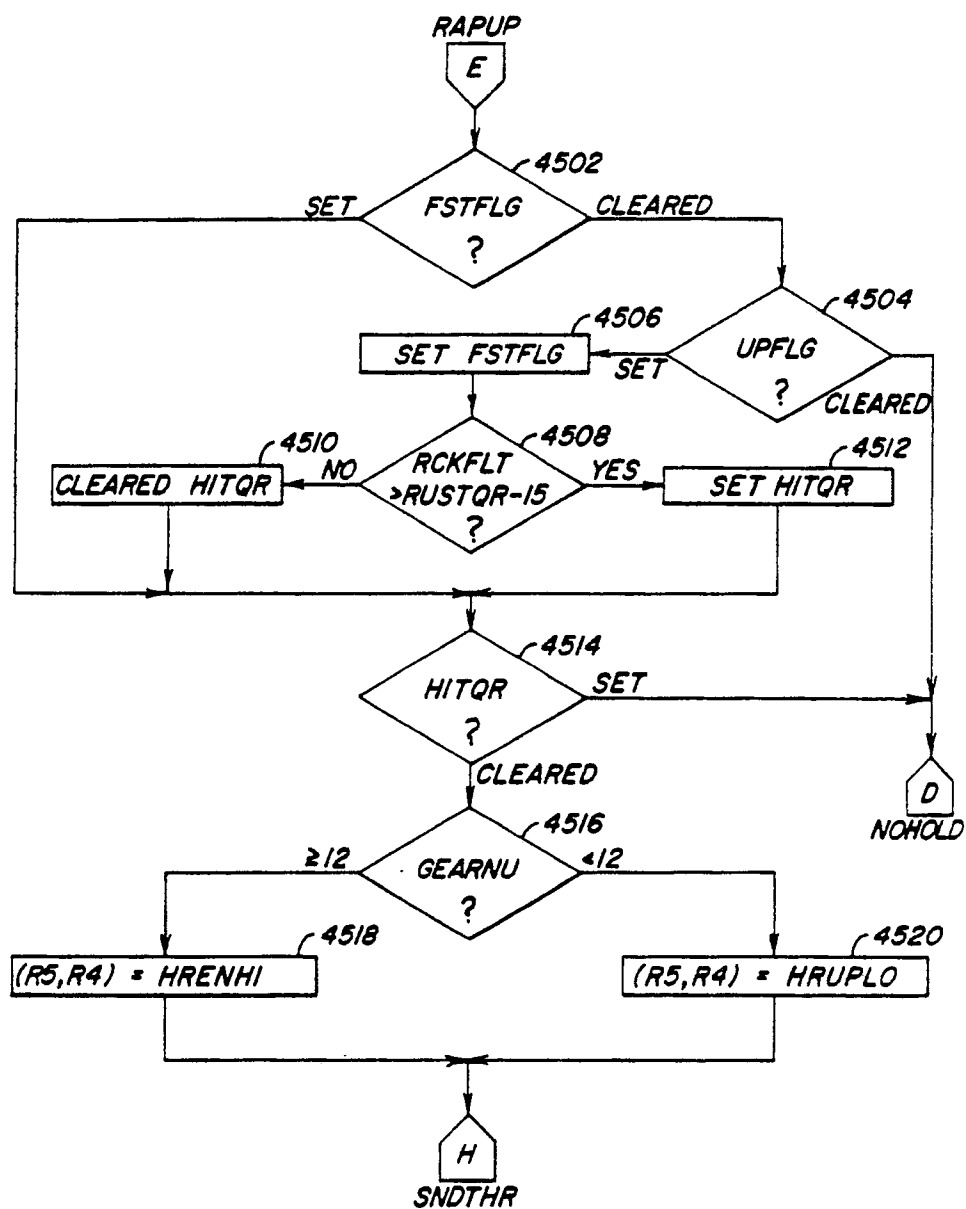 RAPUP
E
4502
SET
FSTFLG
?
CLEARED
4504
4506
SET FSTFLG
SET
UPFLG
?
CLEARED
4510
4508
4512
CLEARED HITQR
NO
RCKFLT
>RUSTQR-15
?
YES
SET HITQR
4514
HITQR
?
SET
CLEARED
D
NOHOLD
4516
≥12
GEARNU
?
<12
4518
4520
(R5,R4) = HRENHI
(R5,R4) = HRUPLO
H
SNDTHR